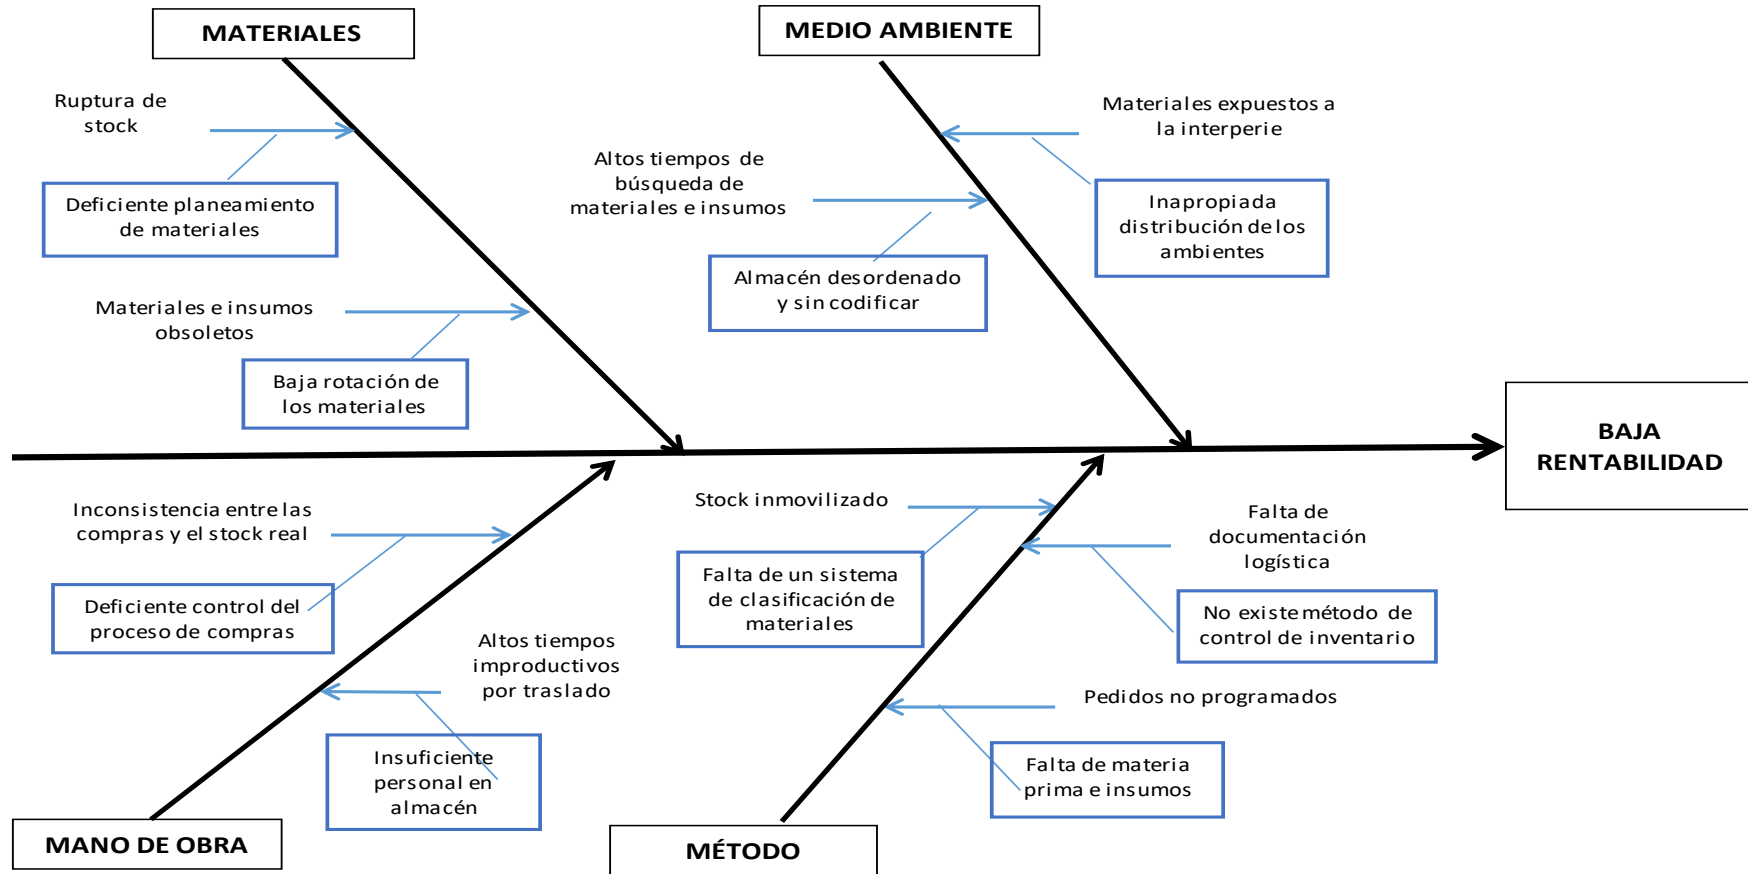 MATERIALES
MEDIO AMBIENTE
Ruptura de
stock
Deficiente planeamiento
de materiales
Materiales e insumos
obsoletos
Baja rotación de
los materiales
Altos tiempos de
búsqueda de
materiales e insumos
Almacén desordenado
y sin codificar
Materiales expuestos a
la interperie
Inapropiada
distribución de los
ambientes
BAJA
RENTABILIDAD
Inconsistencia entre las
compras y el stock real
Deficiente control del
proceso de compras
Altos tiempos
improductivos
por traslado
Insuficiente
personal en
almacén
Stock inmovilizado
Falta de un sistema
de clasificación de
materiales
Falta de
documentación
logística
No existe método de
control de inventario
Pedidos no programados
Falta de materia
prima e insumos
MANO DE OBRA
MÉTODO